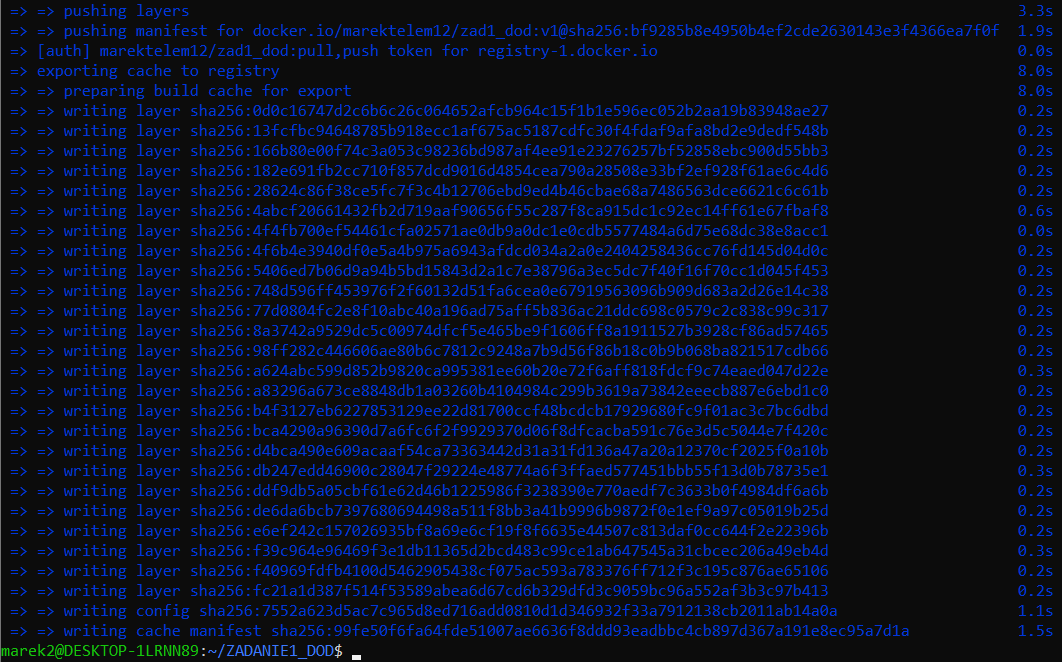 => => pushing layers 3.3s
=> => pushing manifest for docker.io/marektelem12/zad1_dod:v1@sha256:bf9285b8e4950b4ef2cde2630143e3f4366ea7f0f 1.9s
=> [auth] marektelem12/zad1_dod:pull,push token for registry-1.docker.io 0.0s
=> exporting cache to registry 8.0s
=> => preparing build cache for export 8.0s
=> => writing layer sha256:0d0c16747d2c6b6c26c064652afcb964c15f1b1e596ec052b2aa19b83948ae27 0.2s
=> => writing layer sha256:13fcfbc94648785b918ecc1af675ac5187cdfc30f4fdaf9afa8bd2e9dedf548b 0.2s
=> => writing layer sha256:166b80e00f74c3a053c98236bd987af4ee91e23276257bf52858ebc900d55bb3 0.2s
=> => writing layer sha256:182e691fb2cc710f857dcd9016d4854cea790a28508e33bf2ef928f61ae6c4d6 0.2s
=> => writing layer sha256:28624c86f38ce5fc7f3c4b12706ebd9ed4b46cbae68a7486563dce6621c6c61b 0.2s
=> => writing layer sha256:4abcf20661432fb2d719aaf90656f55c287f8ca915dc1c92ec14ff61e67fbaf8 0.6s
=> => writing layer sha256:4f4fb700ef54461cfa02571ae0db9a0dc1e0cdb5577484a6d75e68dc38e8acc1 0.0s
=> => writing layer sha256:4f6b4e3940df0e5a4b975a6943afdcd034a2a0e2404258436cc76fd145d04d0c 0.2s
=> => writing layer sha256:5406ed7b06d9a94b5bd15843d2a1c7e38796a3ec5dc7f40f16f70cc1d045f453 0.2s
=> => writing layer sha256:748d596ff453976f2f60132d51fa6cea0e67919563096b909d683a2d26e14c38 0.2s
=> => writing layer sha256:77d0804fc2e8f10abc40a196ad75aff5b836ac21ddc698c0579c2c838c99c317 0.2s
=> => writing layer sha256:8a3742a9529dc5c00974dfcf5e465be9f1606ff8a1911527b3928cf86ad57465 0.2s
=> => writing layer sha256:98ff282c446606ae80b6c7812c9248a7b9d56f86b18c0b9b068ba821517cdb66 0.2s
=> => writing layer sha256:a624abc599d852b9820ca995381ee60b20e72f6aff818fdcf9c74eaed047d22e 0.3s
=> => writing layer sha256:a83296a673ce8848db1a03260b4104984c299b3619a73842eeecb887e6ebd1c0 0.2s
=> => writing layer sha256:b4f3127eb6227853129ee22d81700ccf48bcdcb17929680fc9f01ac3c7bc6dbd 0.2s
=> => writing layer sha256:bca4290a96390d7a6fc6f2f9929370d06f8dfcacba591c76e3d5c5044e7f420c 0.2s
=> => writing layer sha256:d4bca490e609acaaf54ca73363442d31a31fd136a47a20a12370cf2025f0a10b 0.2s
=> => writing layer sha256:db247edd46900c28047f29224e48774a6f3ffaed577451bbb55f13d0b78735e1 0.3s
=> => writing layer sha256:ddf9db5a05cbf61e62d46b1225986f3238390e770aedf7c3633b0f4984df6a6b 0.2s
=> => writing layer sha256:de6da6bcb7397680694498a511f8bb3a41b9996b9872f0e1ef9a97c05019b25d 0.2s
=> => writing layer sha256:e6ef242c157026935bf8a69e6cf19f8f6635e44507c813daf0cc644f2e22396b 0.2s
=> => writing layer sha256:f39c964e96469f3e1db11365d2bcd483c99ce1ab647545a31cbcec206a49eb4d 0.3s
=> => writing layer sha256:f40969fdfb4100d5462905438cf075ac593a783376ff712f3c195c876ae65106 0.2s
=> => writing layer sha256:fc21a1d387f514f53589abea6d67cd6b329dfd3c9059bc96a552af3b3c97b413 0.2s
=> => writing config sha256:7552a623d5ac7c965d8ed716add0810d1d346932f33a7912138cb2011ab14a0a 1.1s
=> => writing cache manifest sha256:99fe50f6fa64fde51007ae6636f8ddd93eadbbc4cb897d367a191e8ec95a7d1a 1.5s
marek2@DESKTOP-1LRNN89:~/ZADANIE1_DOD$